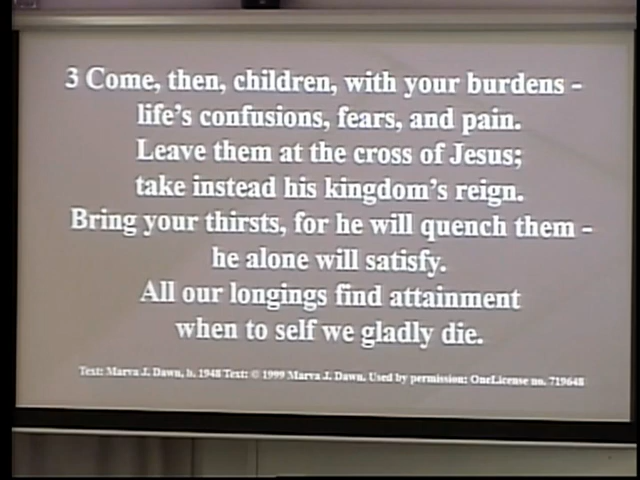 3 Come, then, children, with your burdens -
life's confusions, fears, and pain.
Leave them at the cross of Jesus;
take instead his kingdom's reign.
Bring your thirsts, for he will quench them -
he alone will satisfy.
All our longings find attainment
when to self we gladly die.
Text: Marva J. Dawn, b. 1948 Text: © 1999 Marva J. Dawn. Used by permission: OneLicense no. 719648